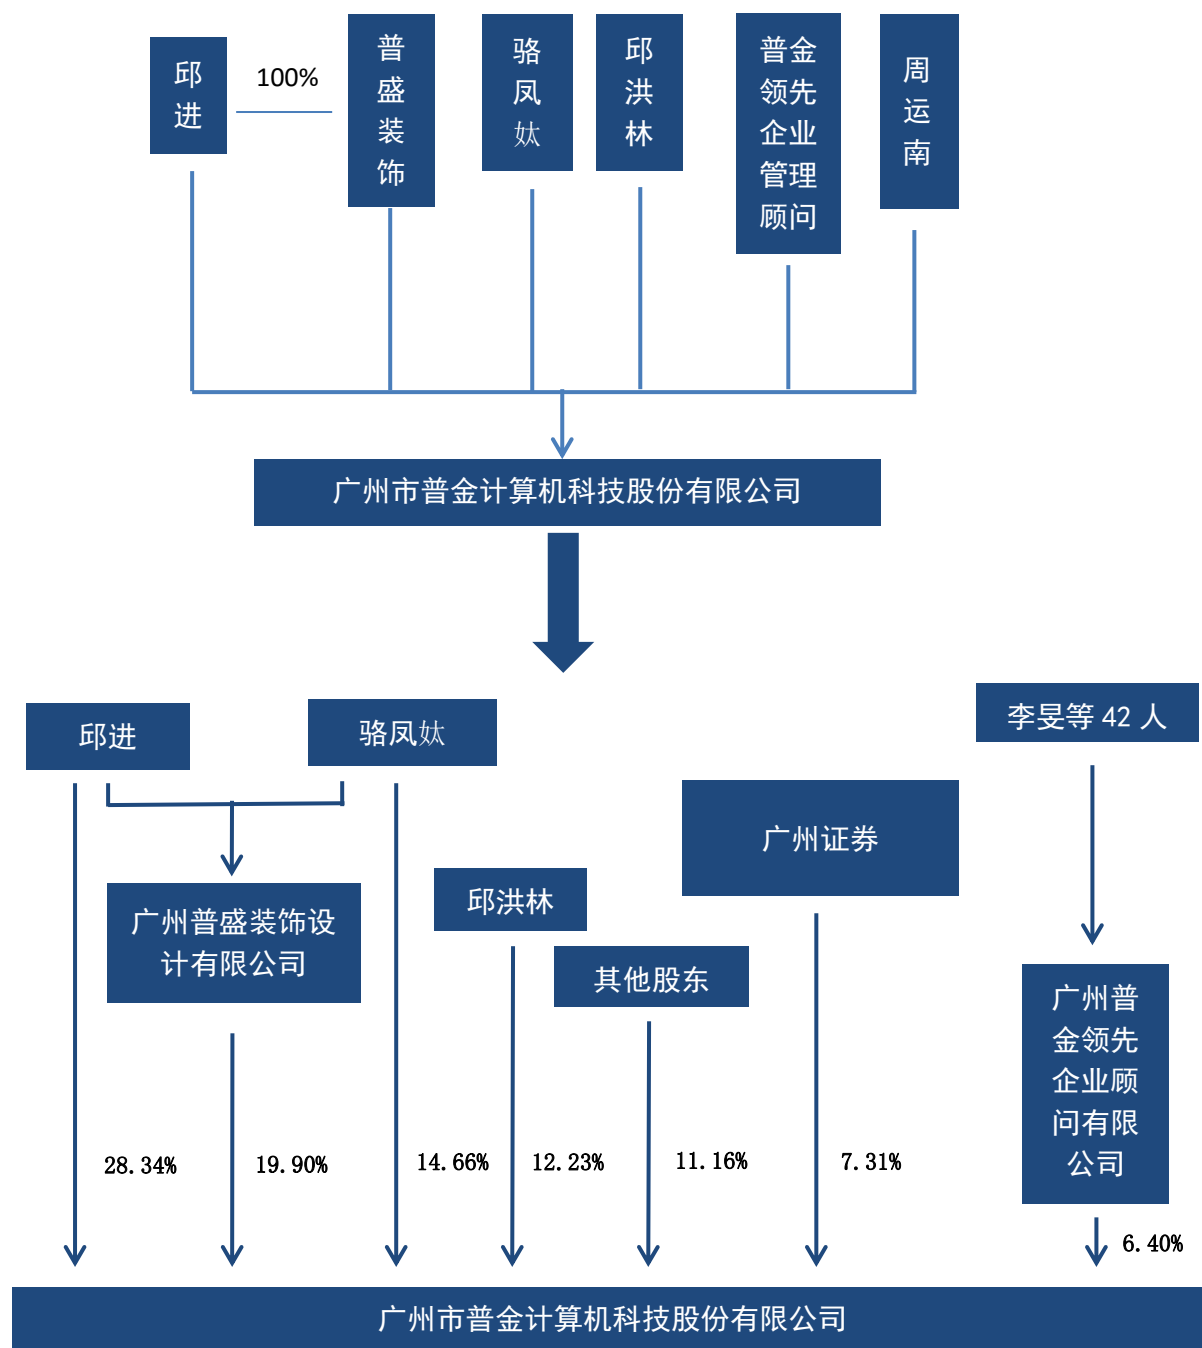 邱
进
100%
普
盛
装
饰
骆
凤
妶
邱
洪
林
普金
领先
企业
管理
顾问
周
运
南
广州市普金计算机科技股份有限公司
邱进
骆凤妶
李旻等 42 人
广州证券
广州普盛装饰设
计有限公司
邱洪林
其他股东
广州普
金领先
企业顾
问有限
公司
28.34%
19.90%
14.66%
12.23%
11.16%
7.31%
6.40%
广州市普金计算机科技股份有限公司